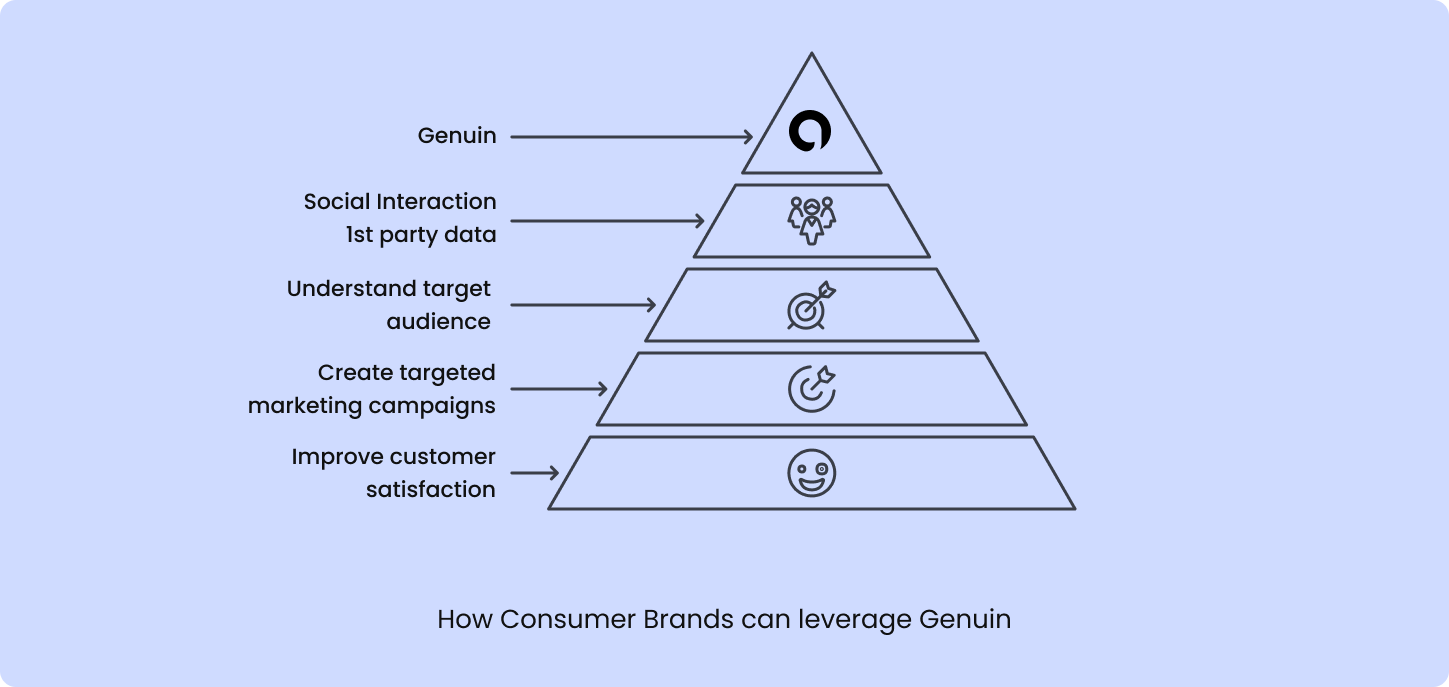 Genuin
Social Interaction
1st party data
Understand target
audience
Create targeted
marketing campaigns
Improve customer
satisfaction
How Consumer Brands can leverage Genuin